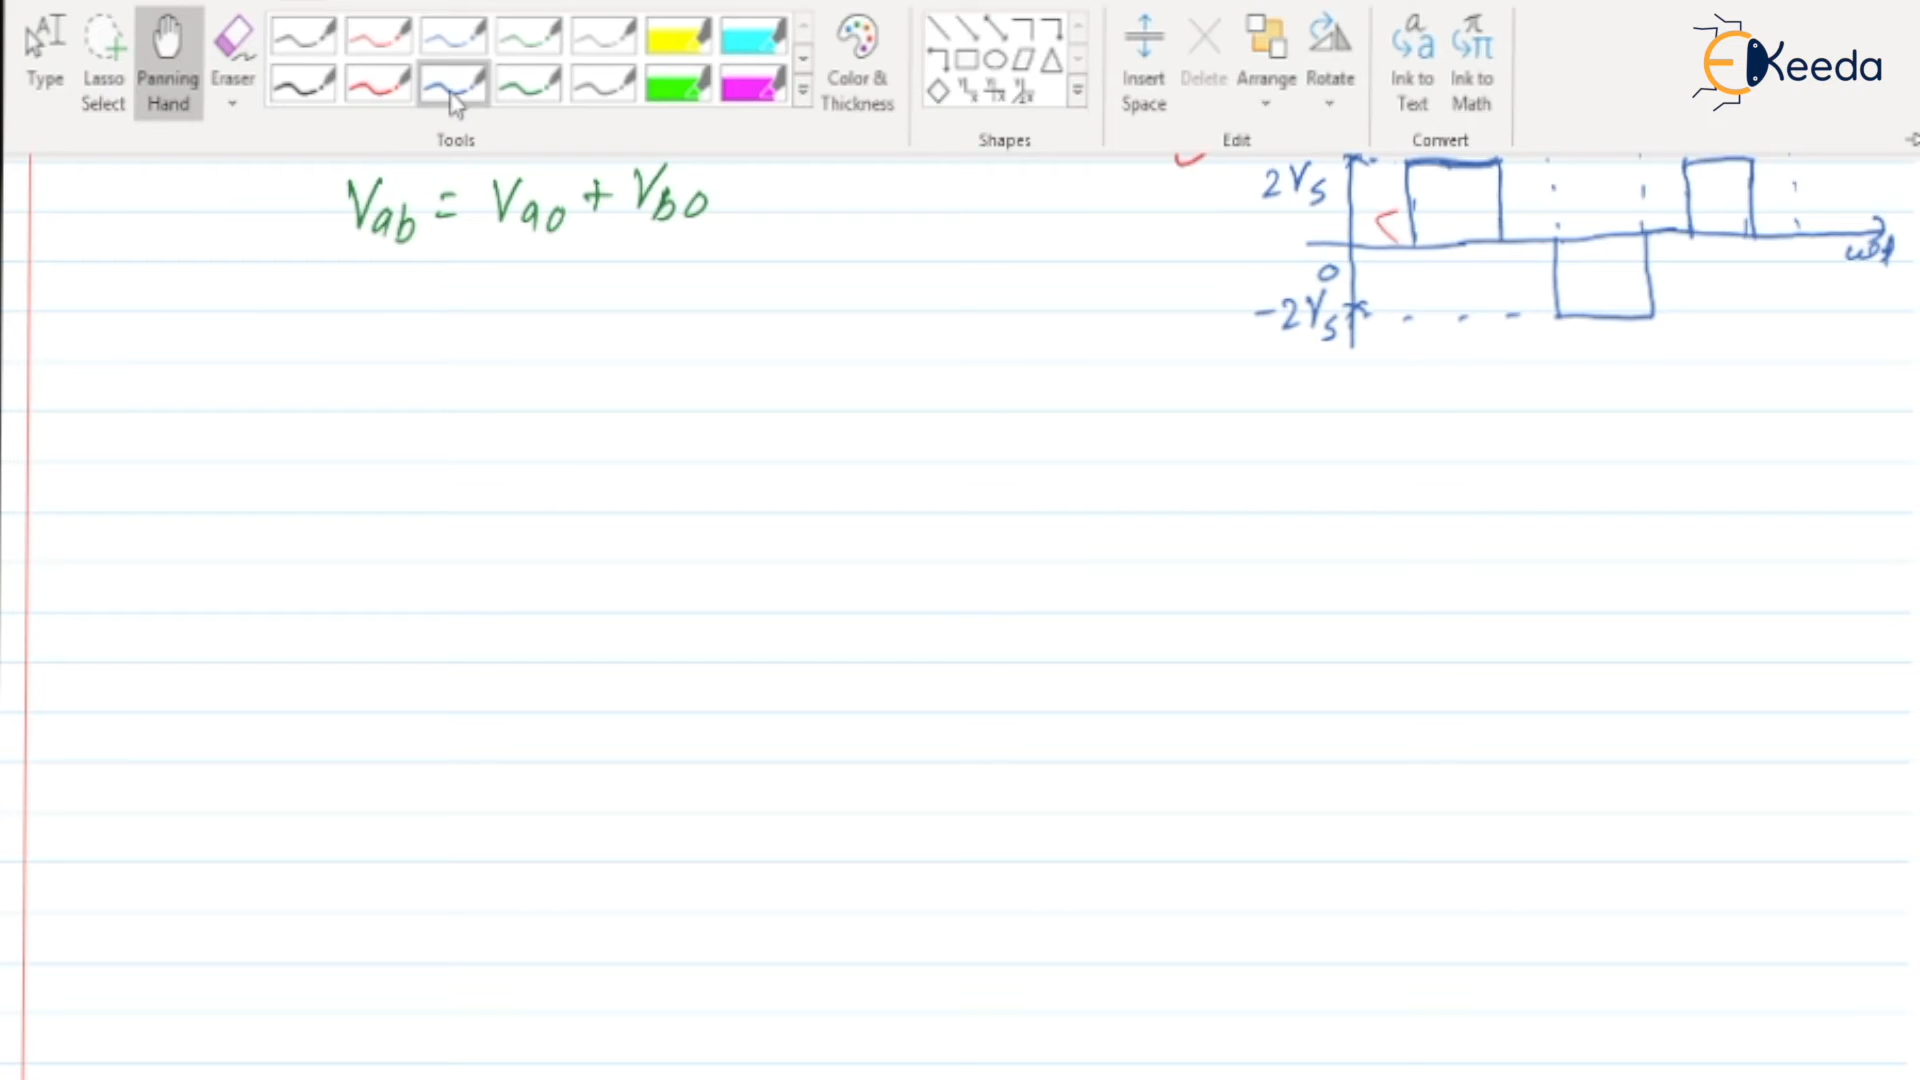 Type
Lasso Select
Panning Hand
Eraser
Color & Thickness
Insert Space
Delete
Arrange
Rotate
Ink to Text
Ink to Math
Tools
Shapes
Edit
Convert
EKeeda
Vab = Vao + Vbo
2Vs
0
-2Vs
ωt